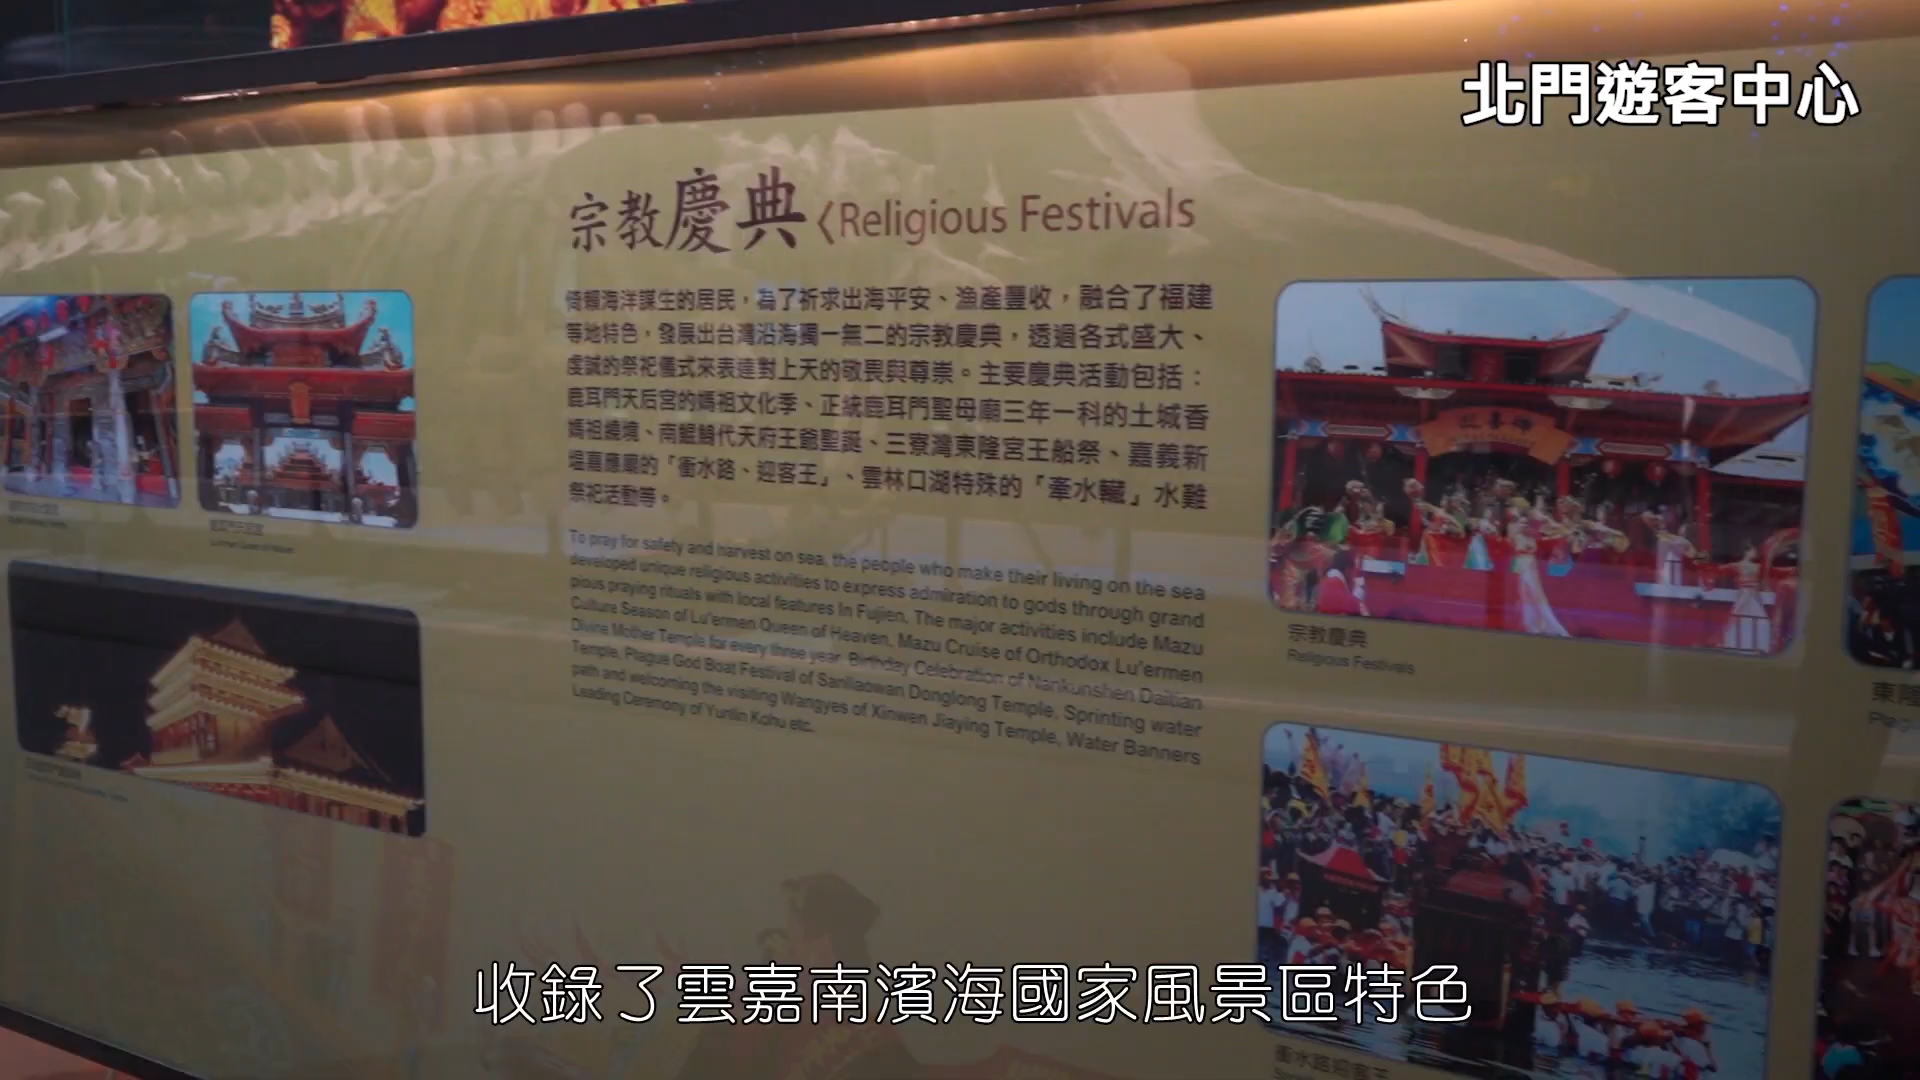 北門遊客中心
宗教慶典〈Religious Festivals
倚賴海洋謀生的居民，為了祈求出海平安、漁產豐收，融合了福建
等地特色，發展出台灣沿海獨一無二的宗教慶典，透過各式盛大、
虔誠的祭祀儀式來表達對上天的敬畏與尊崇。主要慶典活動包括：
鹿耳門天后宮的媽祖文化季、正統鹿耳門聖母廟三年一科的土城香
媽祖繞境、南鯤鯓代天府王爺聖誕、三寮灣東隆宮王船祭、嘉義新
塭嘉應廟的「衝水路、迎客王」、雲林口湖特殊的「牽水車藏」水難
祭祀活動等。
To pray for safety and harvest on sea, the people who make their living on the sea
developed unique religious activities to express admiration to gods through grand
pious praying rituals with local features in Fujien. The major activities include Mazu
Culture Season of Lu'ermen Queen of Heaven, Mazu Cruise of Orthodox Lu'ermen
Divine Mother Temple for every three year. Birthday Celebration of Nankunshen Daitian
Temple, Plague God Boat Festival of Sanliaowan Donglong Temple, Sprinting water
path and welcoming the visiting Wangyes of Xinwen Jiaying Temple, Water Banners
Leading Ceremony of Yunlin Kohu etc.
宗教慶典
Religious Festivals
東隆
衝水路迎客王
收錄了雲嘉南濱海國家風景區特色